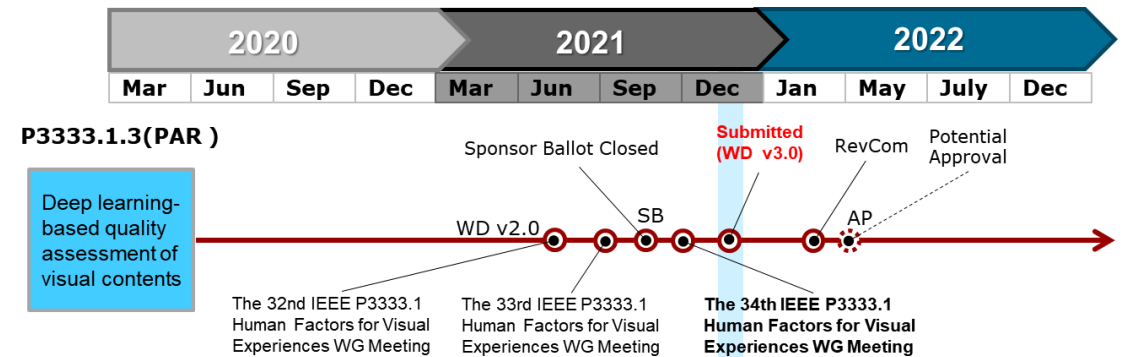 2020 2021 2022
Mar Jun Sep Dec Mar Jun Sep Dec Jan May July Dec
P3333.1.3(PAR )
Deep learning-
based quality
assessment of
visual contents
Sponsor Ballot Closed
Submitted
(WD v3.0)
RevCom
Potential
Approval
WD v2.0
SB
AP
The 32nd IEEE P3333.1
Human Factors for Visual
Experiences WG Meeting
The 33rd IEEE P3333.1
Human Factors for Visual
Experiences WG Meeting
The 34th IEEE P3333.1
Human Factors for Visual
Experiences WG Meeting